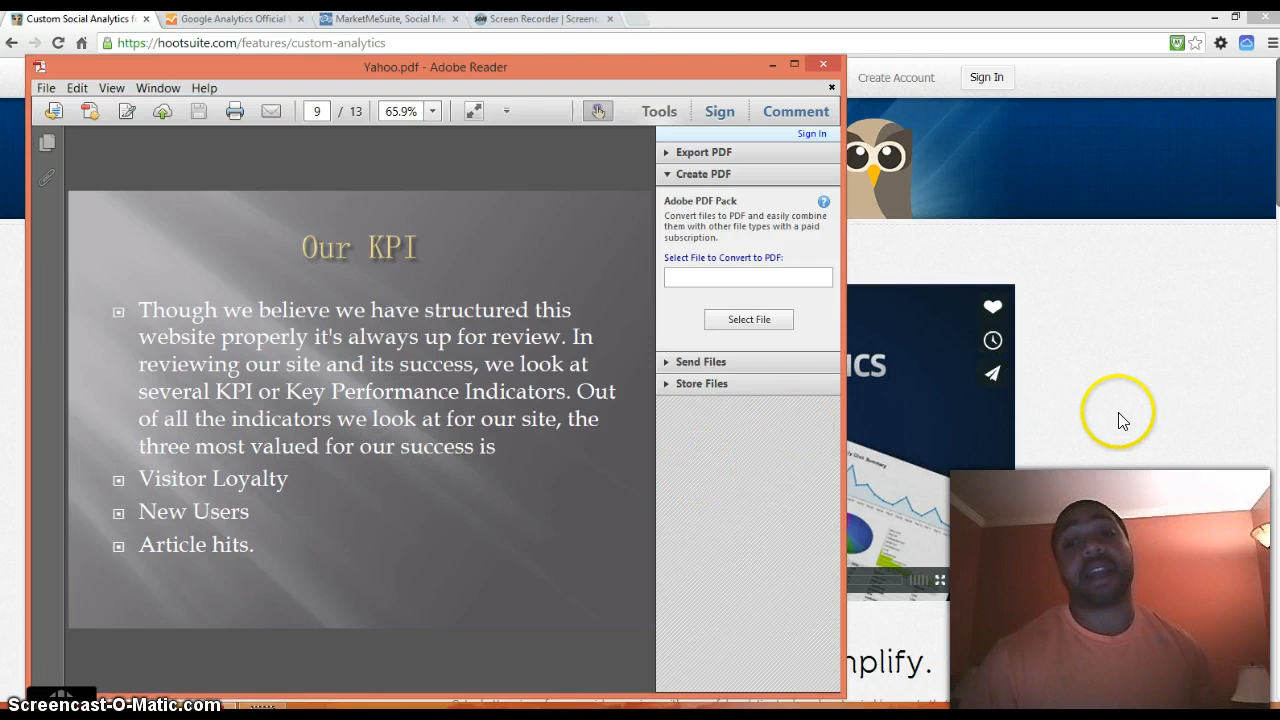 Custom Social Analytics for
Google Analytics Official
MarketMeSuite, Social Me
Screen Recorder | Screenc
https://hootsuite.com/features/custom-analytics
Yahoo.pdf - Adobe Reader
File Edit View Window Help
9 / 13 65.9% Tools Sign Comment
Create Account Sign In
Sign In
Export PDF
Create PDF
Adobe PDF Pack
Convert files to PDF and easily combine
them with other file types with a paid
subscription.
Select File to Convert to PDF:
Select File
Send Files
Store Files
Our KPI
Though we believe we have structured this
website properly it's always up for review. In
reviewing our site and its success, we look at
several KPI or Key Performance Indicators. Out
of all the indicators we look at for our site, the
three most valued for our success is
Visitor Loyalty
New Users
Article hits.
ICS
mplify.
Screencast-O-Matic.com